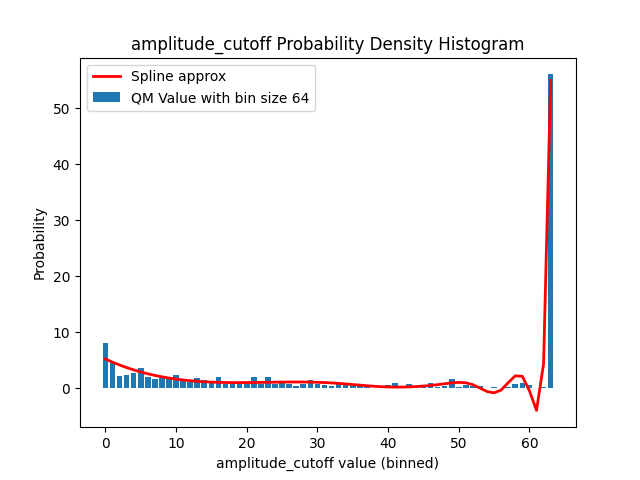 amplitude_cutoff Probability Density Histogram
Spline approx
QM Value with bin size 64
Probability
50
40
30
20
10
0
0 10 20 30 40 50 60
amplitude_cutoff value (binned)